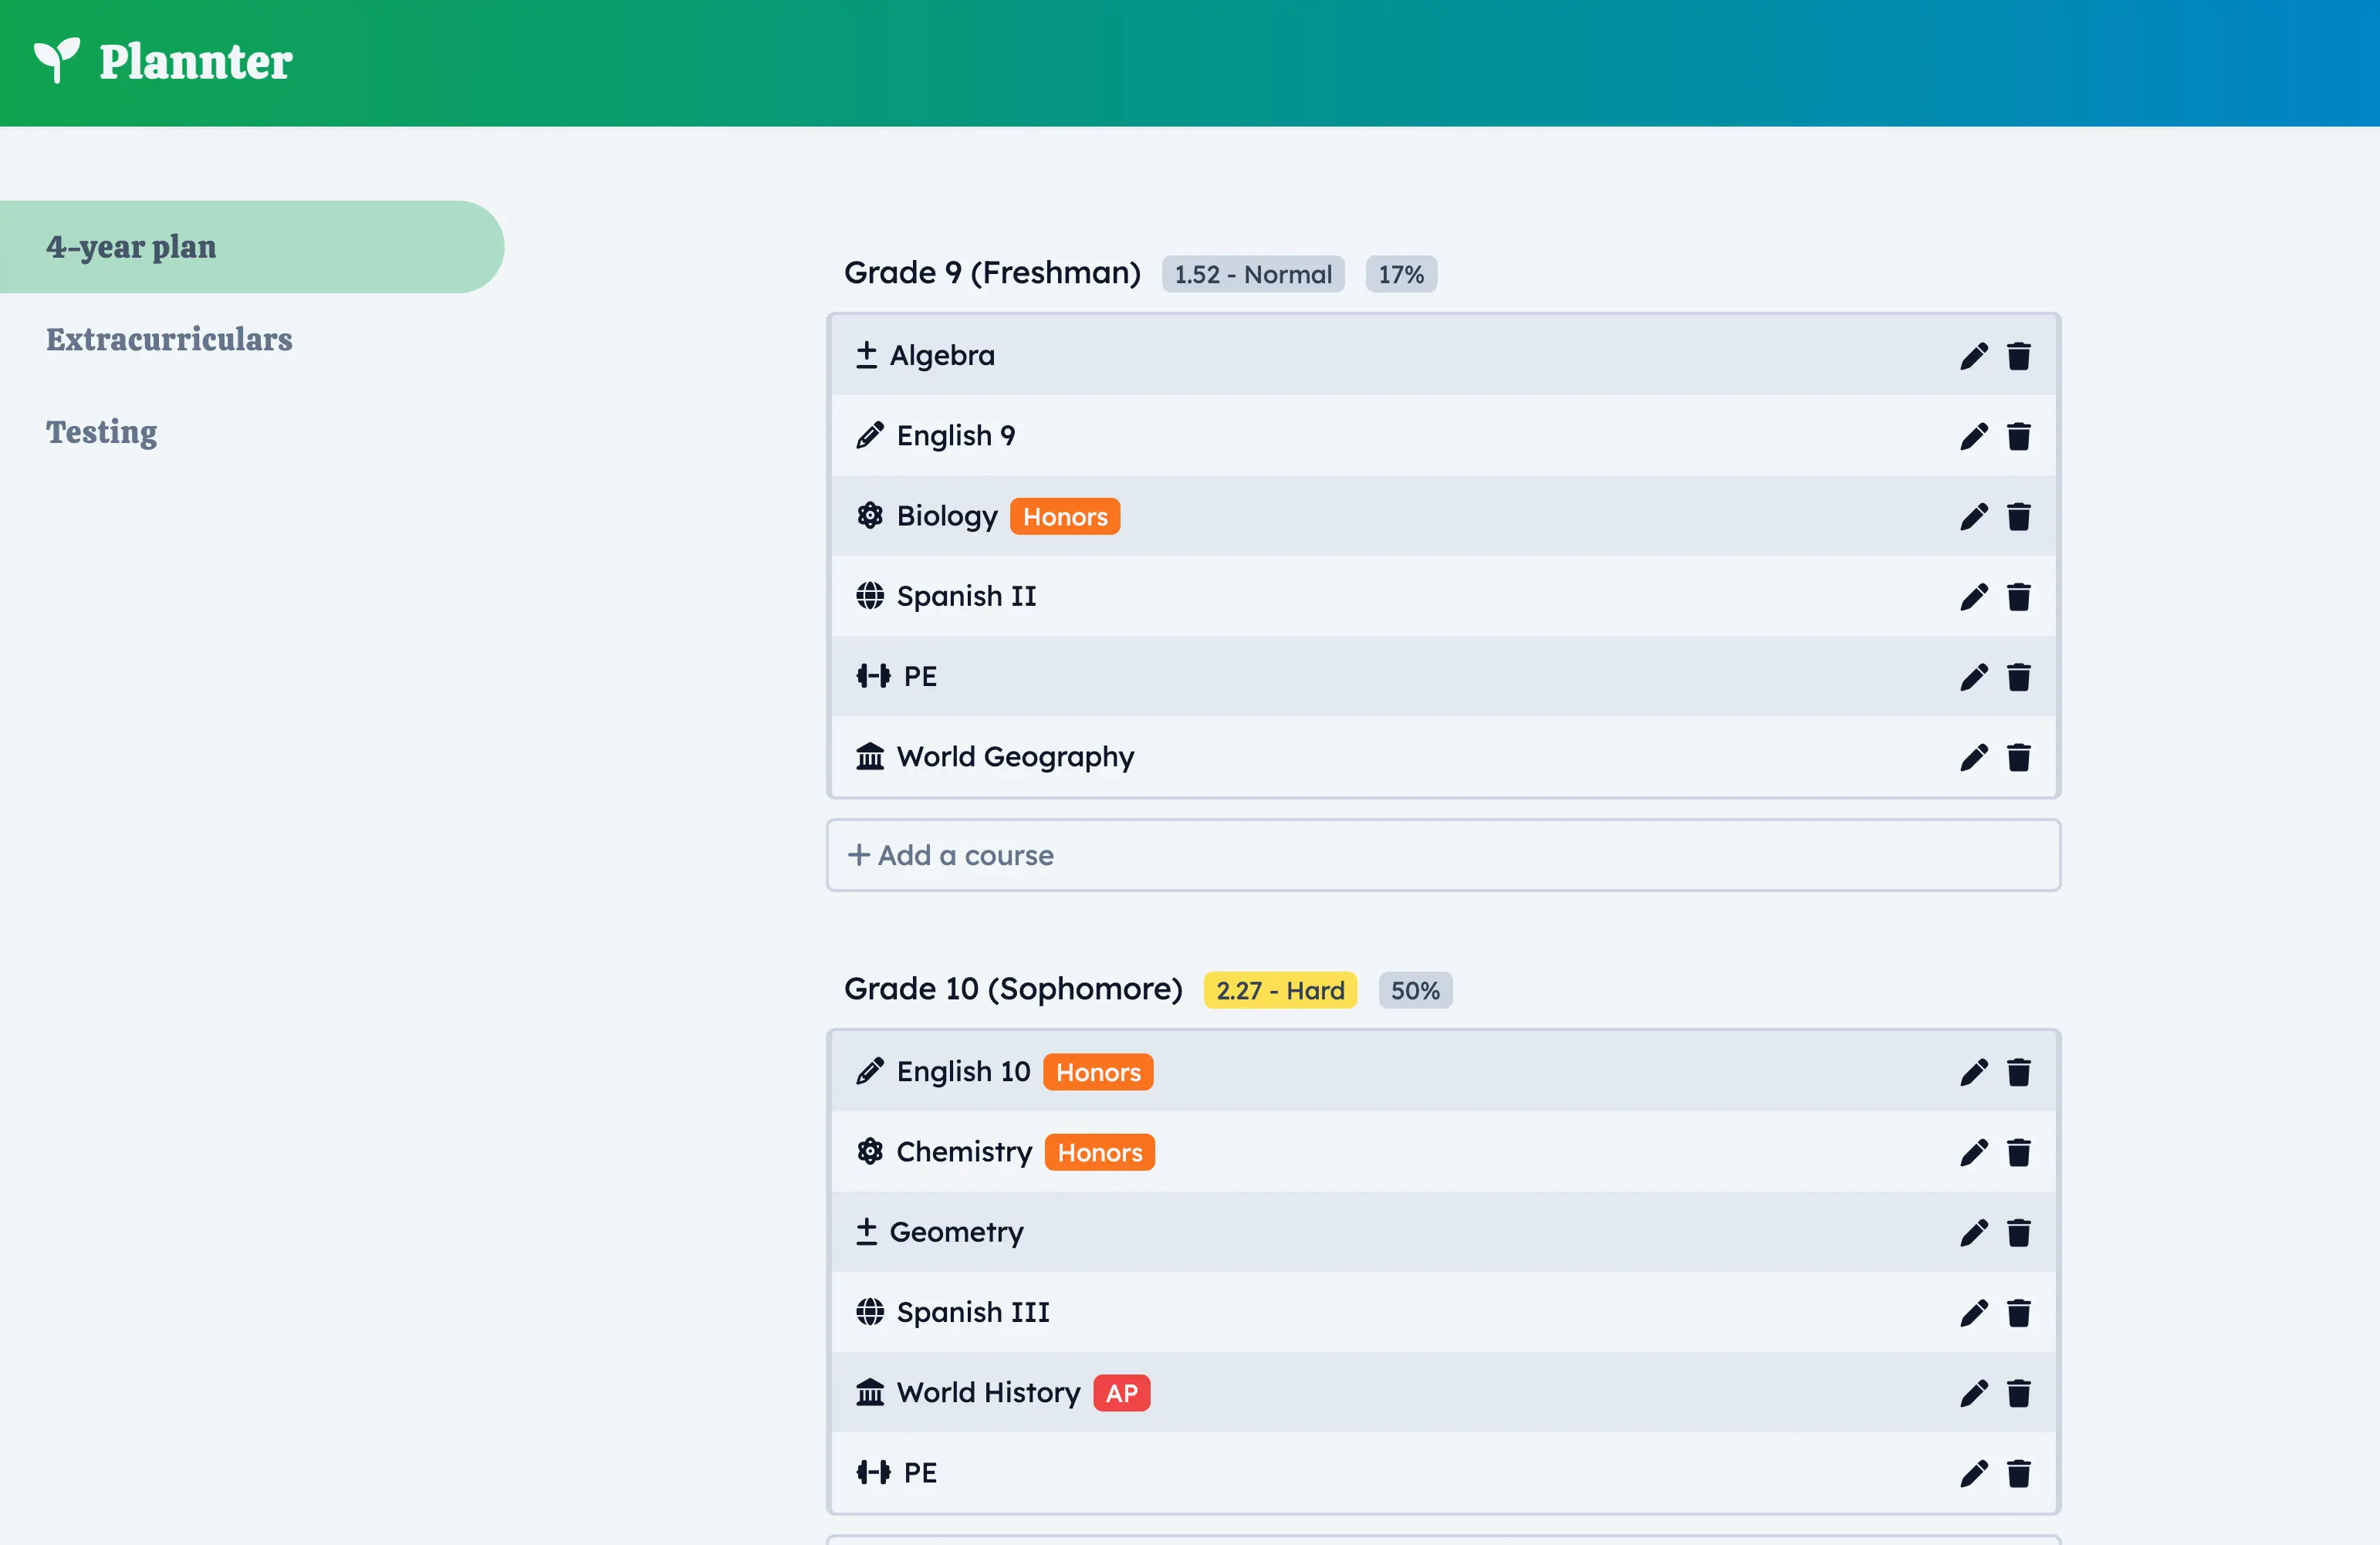 Plannter
4-year plan
Extracurriculars
Testing
Grade 9 (Freshman) 1.52 - Normal 17%
Algebra
English 9
Biology Honors
Spanish II
PE
World Geography
+ Add a course
Grade 10 (Sophomore) 2.27 - Hard 50%
English 10 Honors
Chemistry Honors
Geometry
Spanish III
World History AP
PE